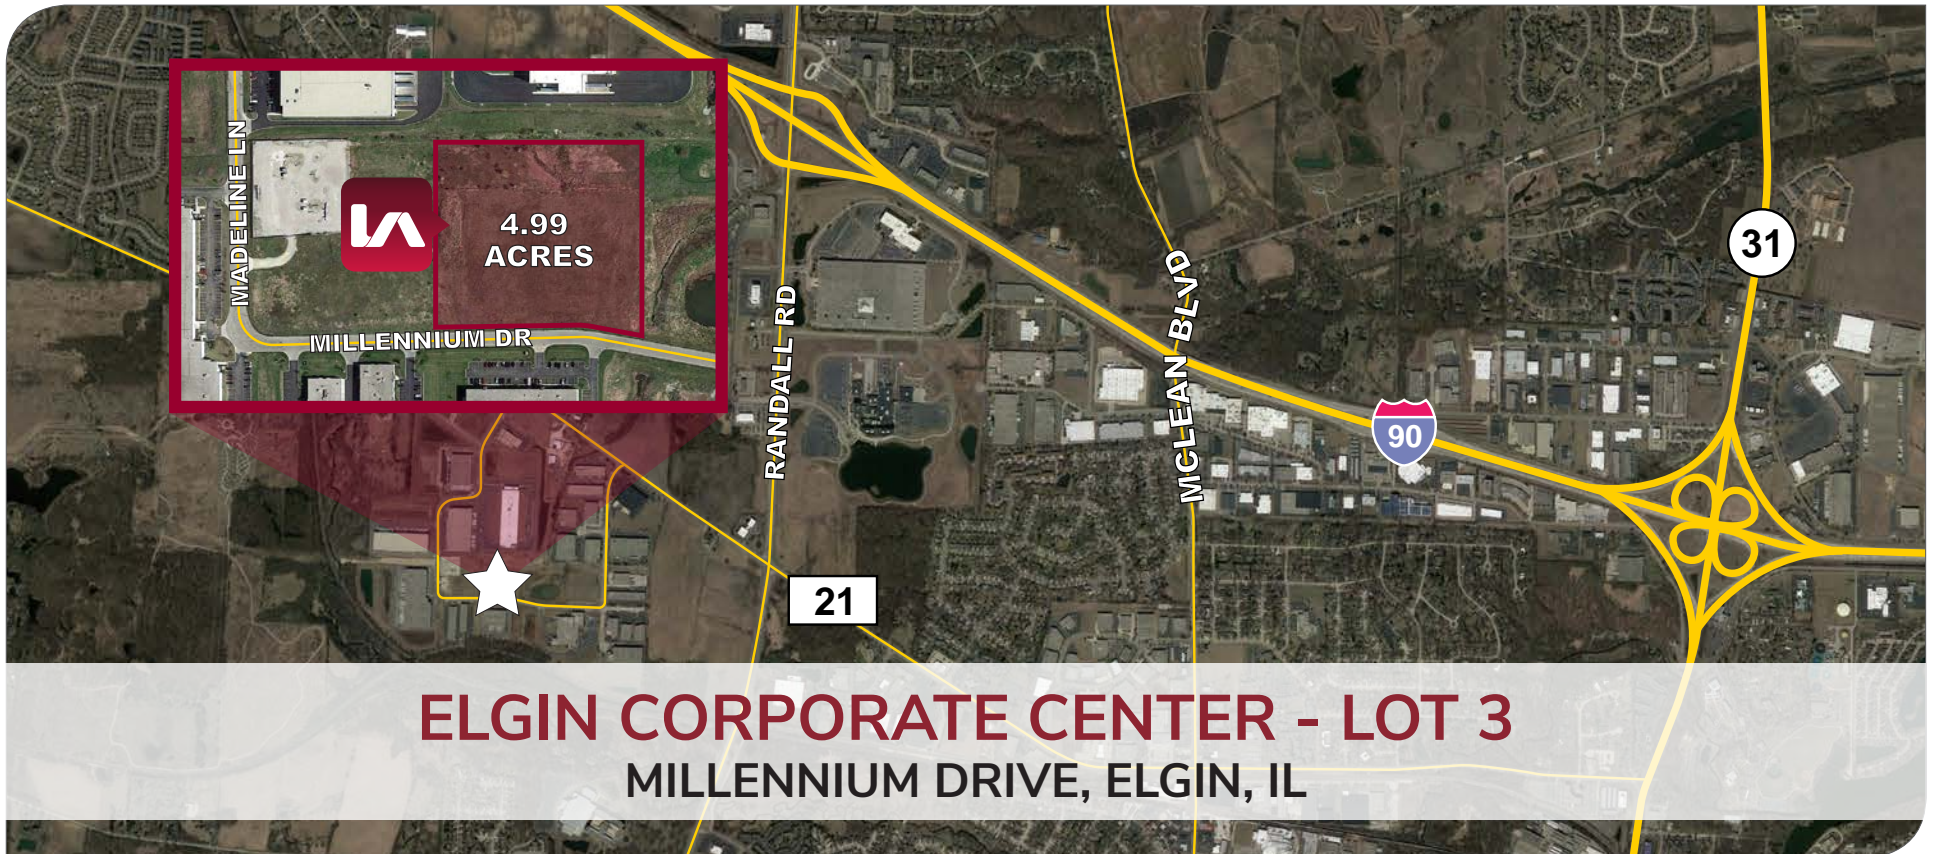 MADELINE LN
4.99
ACRES
MILLENNIUM DR
RANDALL RD
MCLEAN BLVD
31
90
21
ELGIN CORPORATE CENTER - LOT 3
MILLENNIUM DRIVE, ELGIN, IL